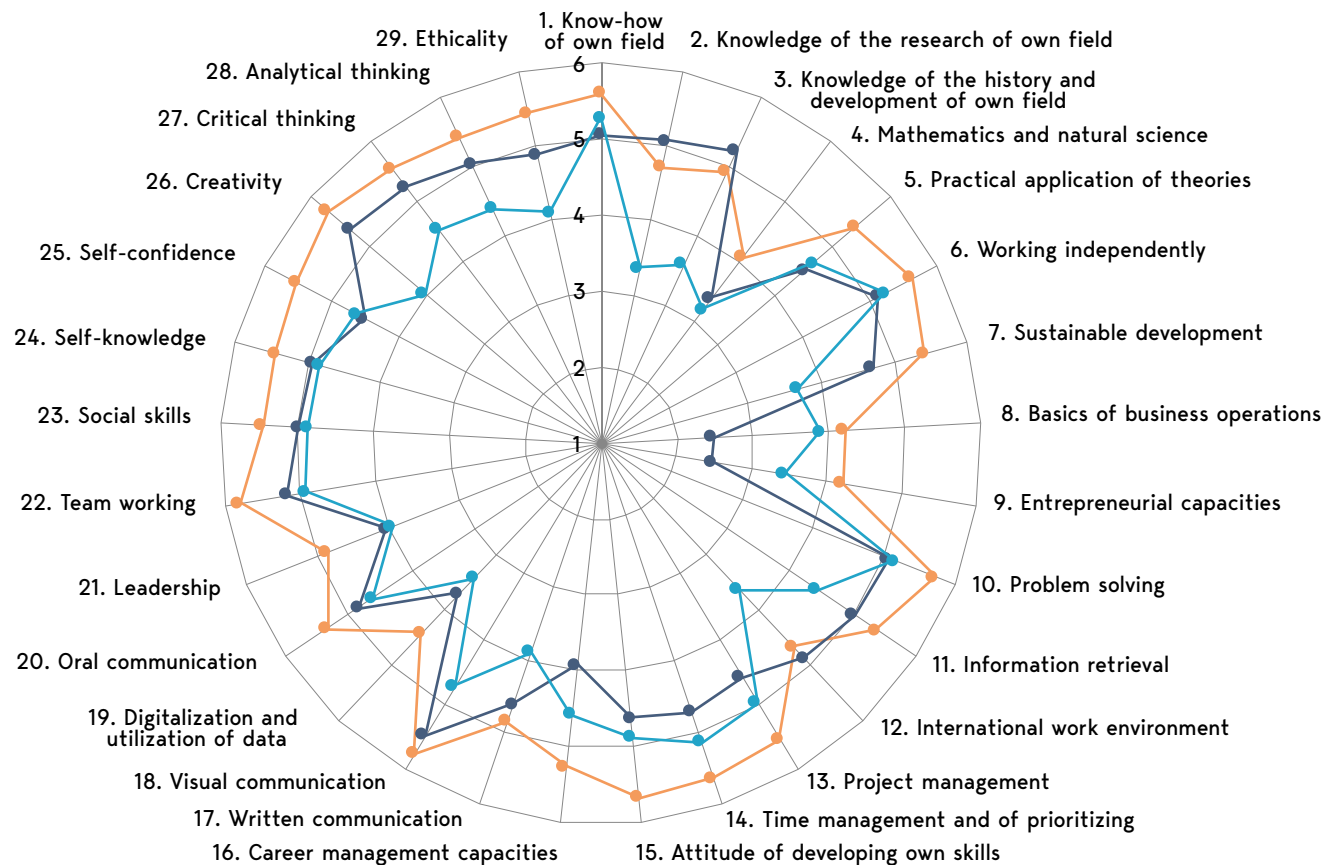 1. Know-how
of own field
2. Knowledge of the research of own field
3. Knowledge of the history and
development of own field
4. Mathematics and natural science
5. Practical application of theories
6. Working independently
7. Sustainable development
8. Basics of business operations
9. Entrepreneurial capacities
10. Problem solving
11. Information retrieval
12. International work environment
13. Project management
14. Time management and of prioritizing
15. Attitude of developing own skills
16. Career management capacities
17. Written communication
18. Visual communication
19. Digitalization and
utilization of data
20. Oral communication
21. Leadership
22. Team working
23. Social skills
24. Self-knowledge
25. Self-confidence
26. Creativity
27. Critical thinking
28. Analytical thinking
29. Ethicality
6
5
4
3
2
1